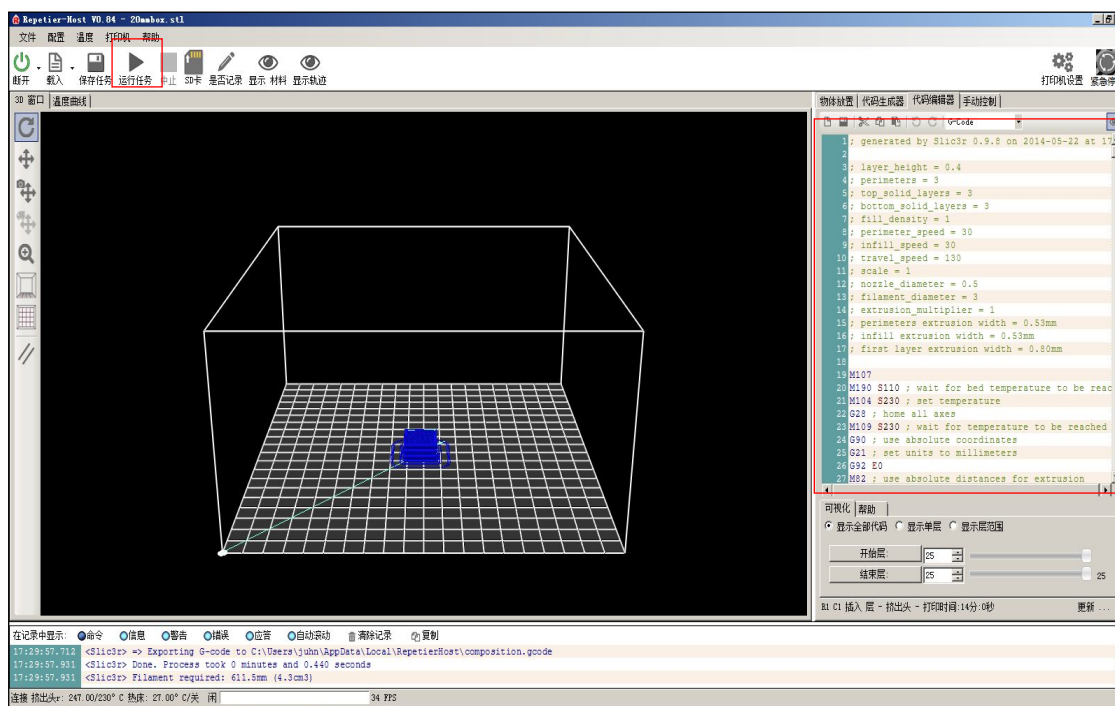 Repetier-Host V0.84 - 20mmbox.stl
文件 配置 温度 打印机 帮助
断开 载入 保存任务 运行任务 中止 SD卡 是否记录 显示 材料 显示轨迹 打印机设置 紧急停
3D 窗口 温度曲线
物体放置 代码生成器 代码编辑器 手动控制
G-Code
1 ; generated by Slic3r 0.9.8 on 2014-05-22 at 17
2
3 ; layer_height = 0.4
4 ; perimeters = 3
5 ; top_solid_layers = 3
6 ; bottom_solid_layers = 3
7 ; fill_density = 1
8 ; perimeter_speed = 30
9 ; infill_speed = 30
10 ; travel_speed = 130
11 ; scale = 1
12 ; nozzle_diameter = 0.5
13 ; filament_diameter = 3
14 ; extrusion_multiplier = 1
15 ; perimeters extrusion width = 0.53mm
16 ; infill extrusion width = 0.53mm
17 ; first layer extrusion width = 0.80mm
18
19 M107
20 M190 S110 ; wait for bed temperature to be reac
21 M104 S230 ; set temperature
22 G28 ; home all axes
23 M109 S230 ; wait for temperature to be reached
24 G90 ; use absolute coordinates
25 G21 ; set units to millimeters
26 G92 E0
27 M82 ; use absolute distances for extrusion
可视化 帮助
显示全部代码 显示单层 显示层范围
开始层: 25
结束层: 25 25
R1 C1 插入 层 - 挤出头 - 打印时间:14分:0秒 更新 ...
在记录中显示: 命令 信息 警告 错误 应答 自动滚动 清除记录 复制
17:29:57.712 <Slic3r> => Exporting G-code to C:\Users\juhn\AppData\Local\RepetierHost\composition.gcode
17:29:57.931 <Slic3r> Done. Process took 0 minutes and 0.440 seconds
17:29:57.931 <Slic3r> Filament required: 611.5mm (4.3cm3)
连接 挤出头r: 247.00/230° C 热床: 27.00° C/关 闲 34 FPS